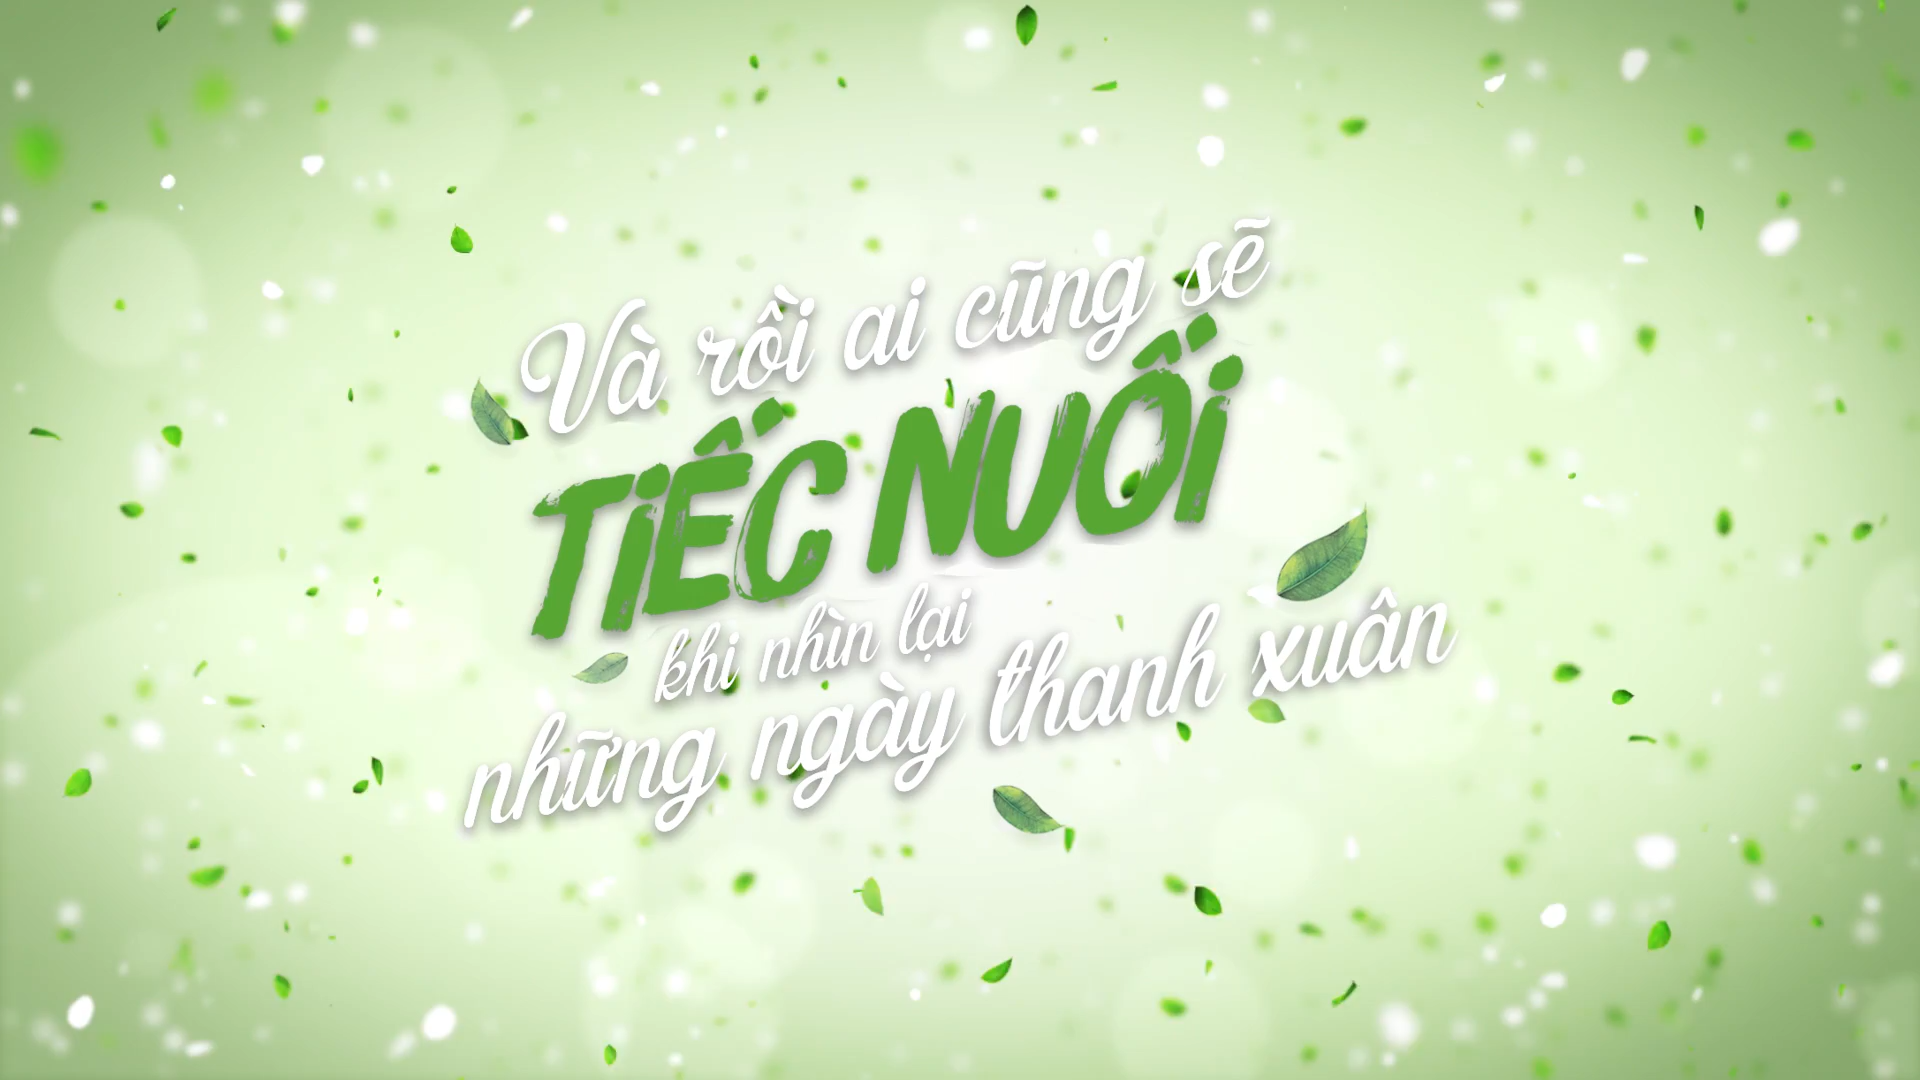 Và rồi ai cũng sẽ
TIẾC NUỐI
khi nhìn lại
những ngày thanh xuân